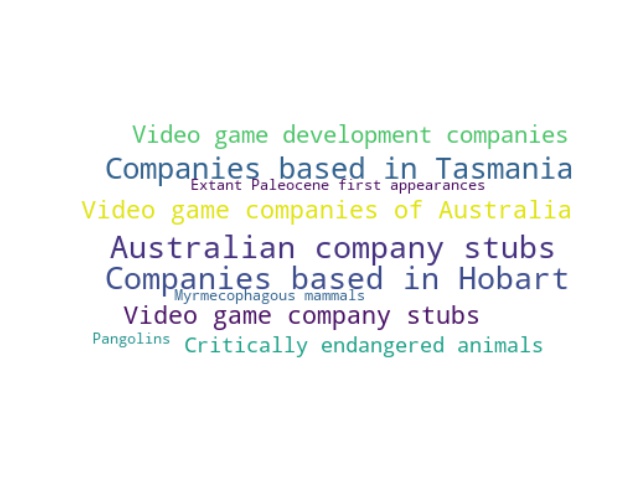 Video game development companies
Companies based in Tasmania
Extant Paleocene first appearances
Video game companies of Australia
Australian company stubs
Companies based in Hobart
Myrmecophagous mammals
Video game company stubs
Pangolins
Critically endangered animals